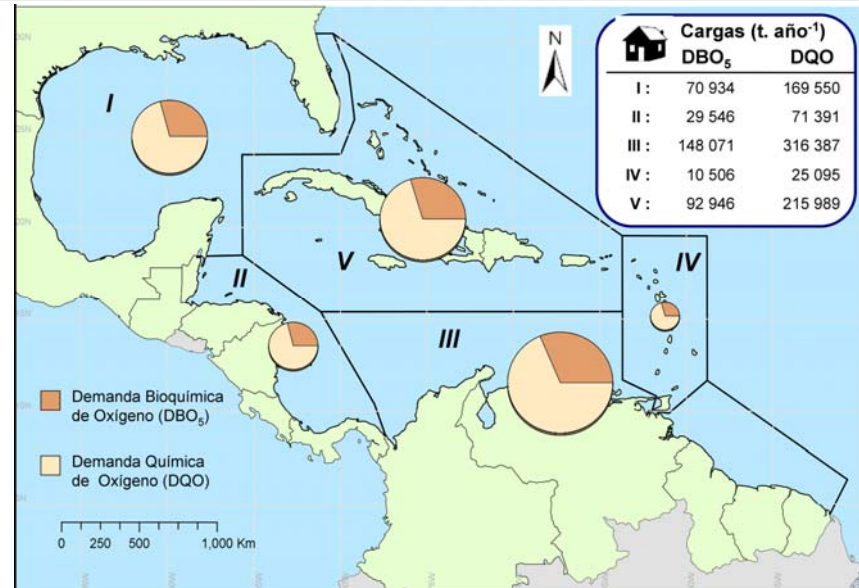 N
Cargas (t. año⁻¹)
DBO₅ DQO
I : 70 934 169 550
II : 29 546 71 391
III : 148 071 316 387
IV : 10 506 25 095
V : 92 946 215 989
I
II
III
IV
V
Demanda Bioquímica
de Oxígeno (DBO₅)
Demanda Química
de Oxígeno (DQO)
0 250 500 1,000 Km